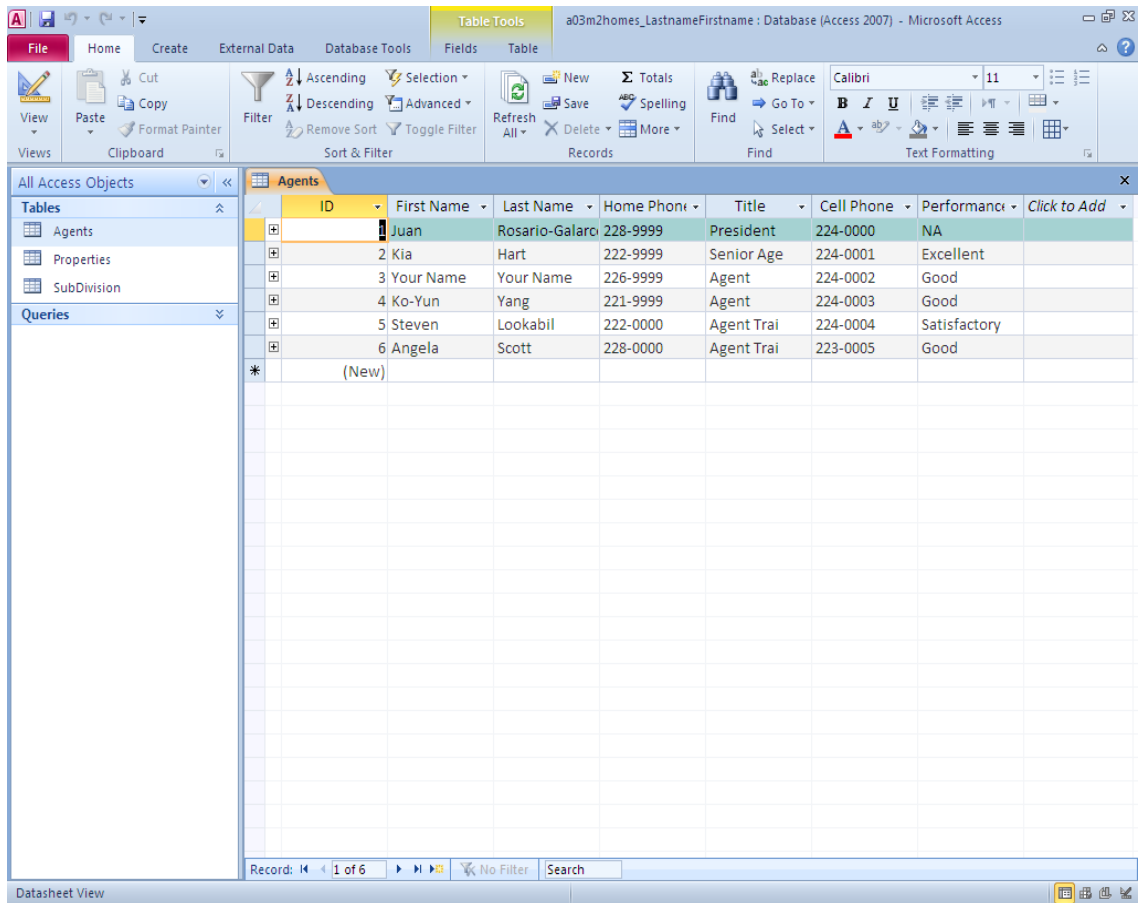 Table Tools a03m2homes_LastnameFirstname : Database (Access 2007) - Microsoft Access
File Home Create External Data Database Tools Fields Table
View
Views
Paste
Cut
Copy
Format Painter
Clipboard
Filter
Ascending
Descending
Remove Sort
Selection
Advanced
Toggle Filter
Sort & Filter
Refresh
All
New
Save
Delete
Totals
Spelling
More
Records
Find
Replace
Go To
Select
Find
Calibri 11
B I U
A
Text Formatting
All Access Objects
Tables
Agents
Properties
SubDivision
Queries
Agents
ID First Name Last Name Home Phone Title Cell Phone Performance Click to Add
1 Juan Rosario-Galarc 228-9999 President 224-0000 NA
2 Kia Hart 222-9999 Senior Age 224-0001 Excellent
3 Your Name Your Name 226-9999 Agent 224-0002 Good
4 Ko-Yun Yang 221-9999 Agent 224-0003 Good
5 Steven Lookabil 222-0000 Agent Trai 224-0004 Satisfactory
6 Angela Scott 228-0000 Agent Trai 223-0005 Good
(New)
Record: 1 of 6 No Filter Search
Datasheet View